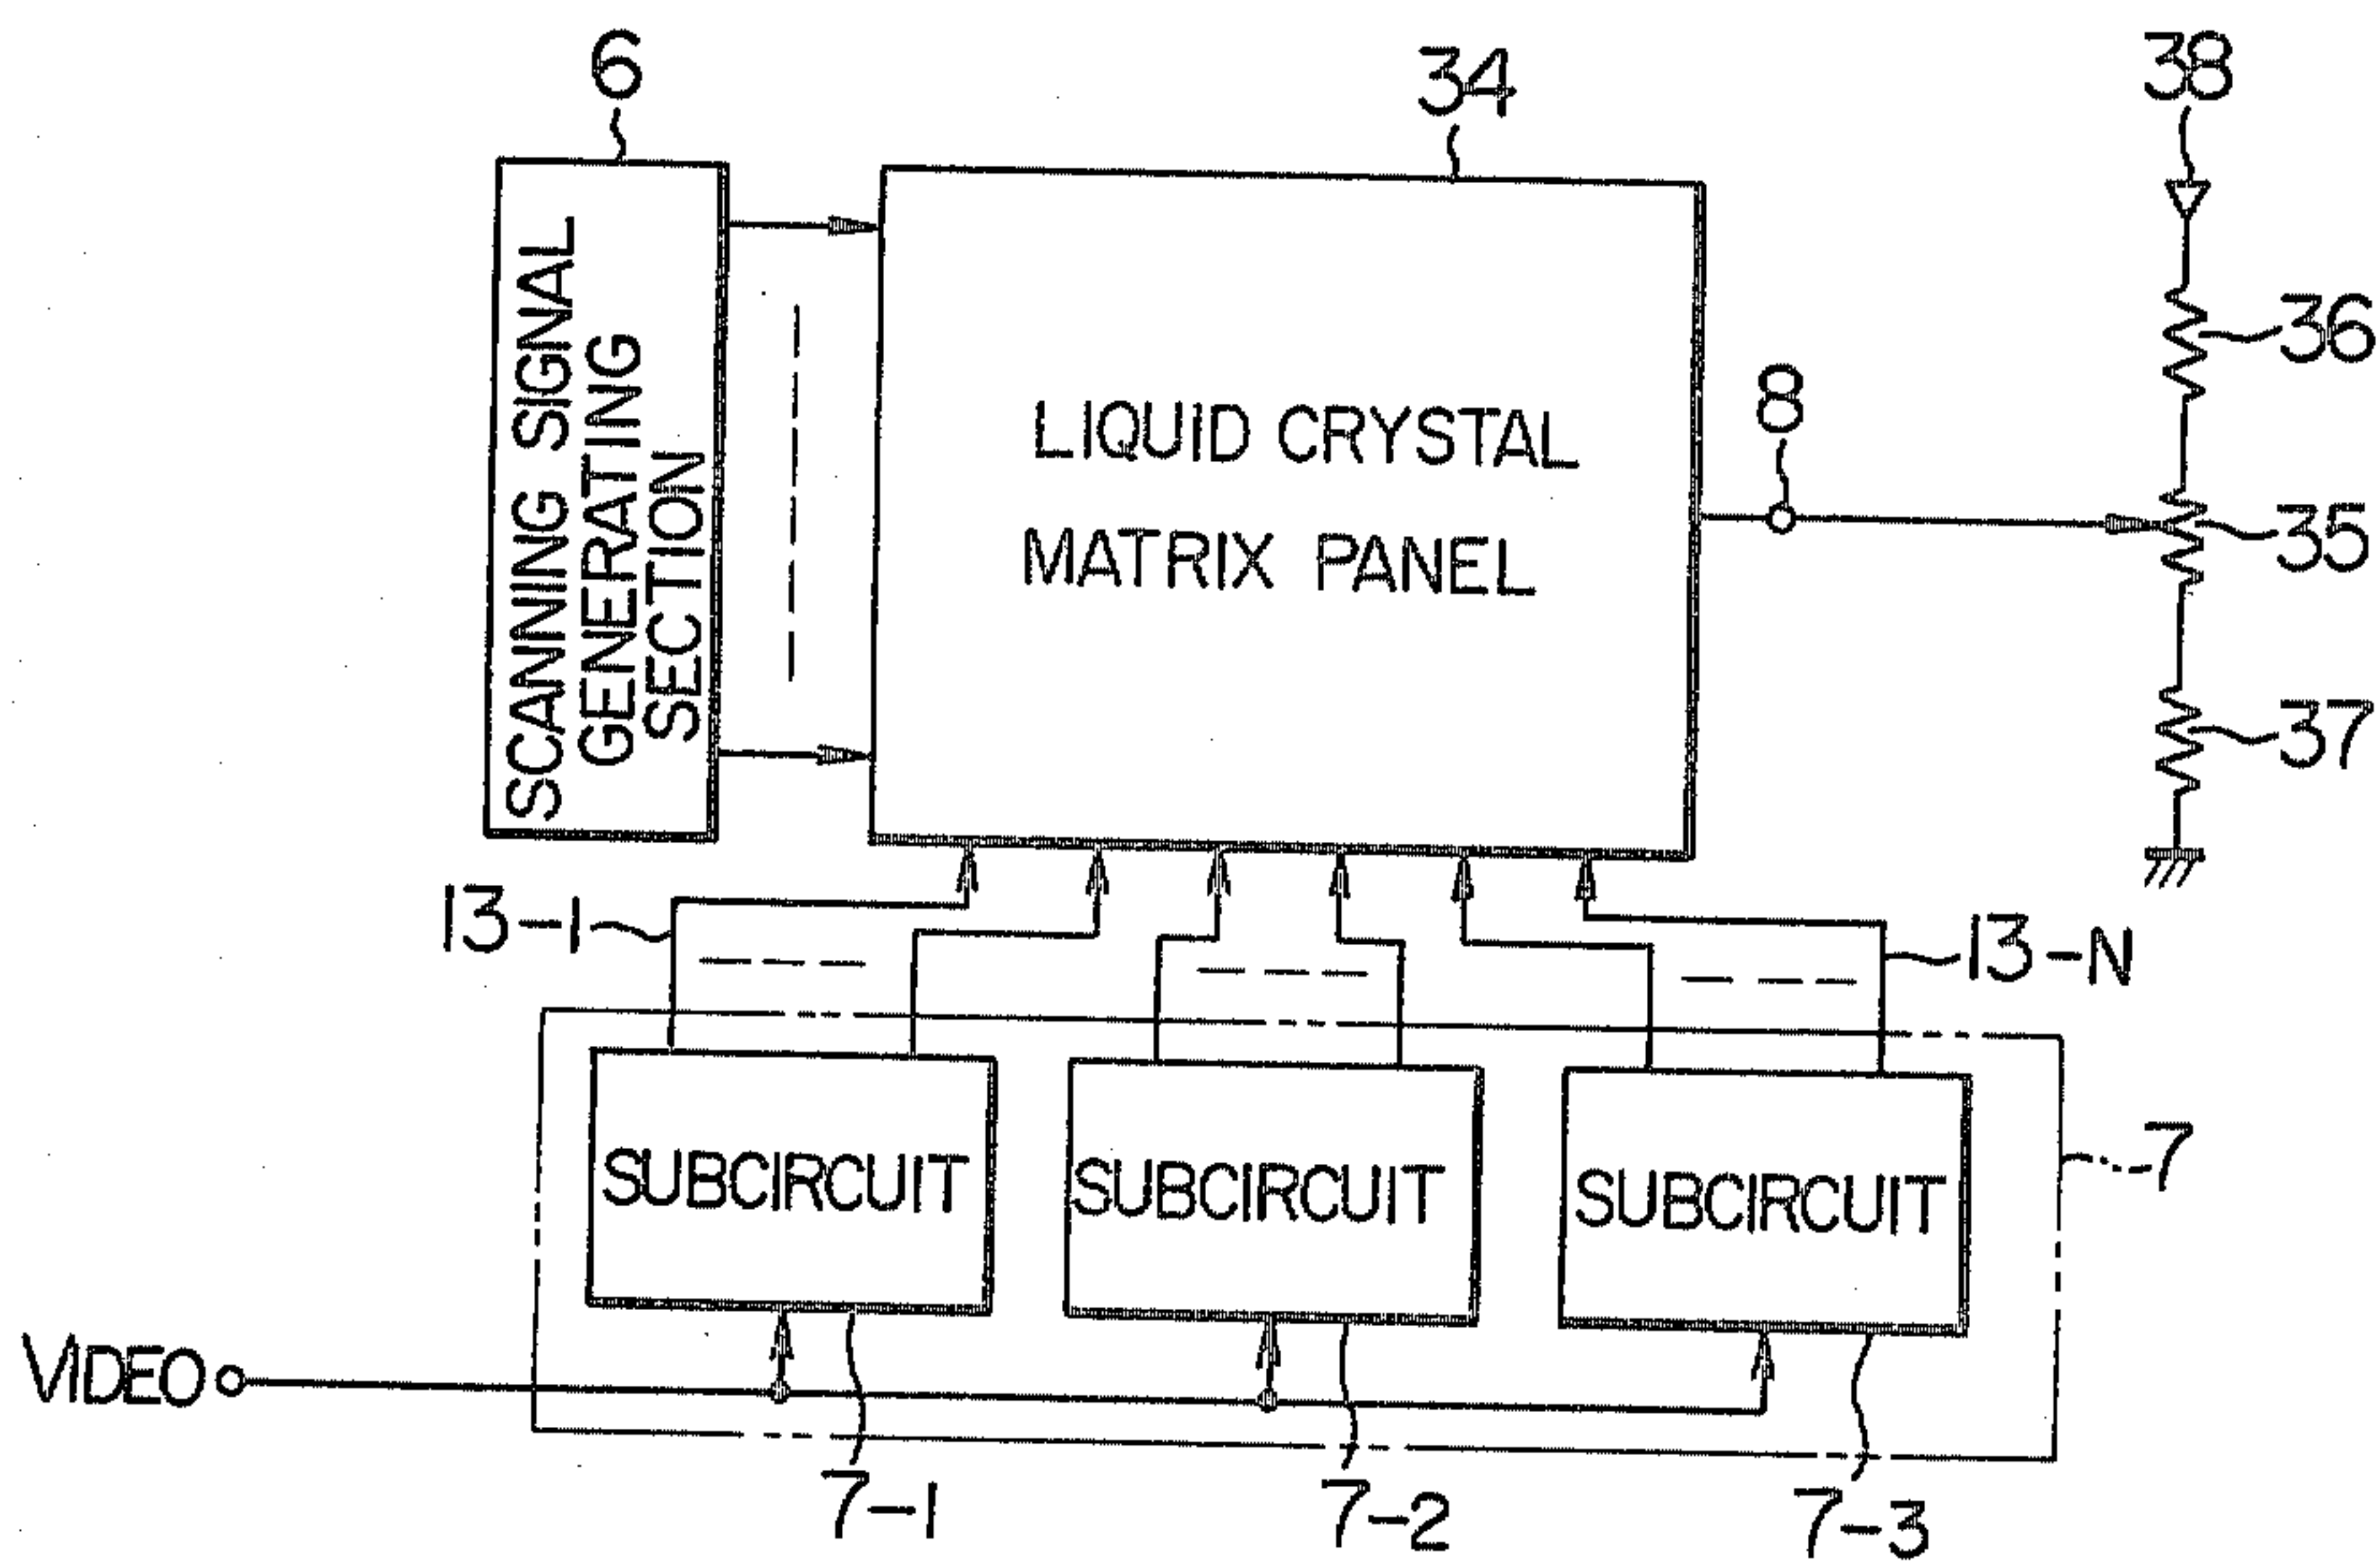 6
34
38
SCANNING SIGNAL
GENERATING
SECTION
LIQUID CRYSTAL
MATRIX PANEL
8
36
35
37
13-1
13-N
SUBCIRCUIT
SUBCIRCUIT
SUBCIRCUIT
7
VIDEO
7-1
7-2
7-3